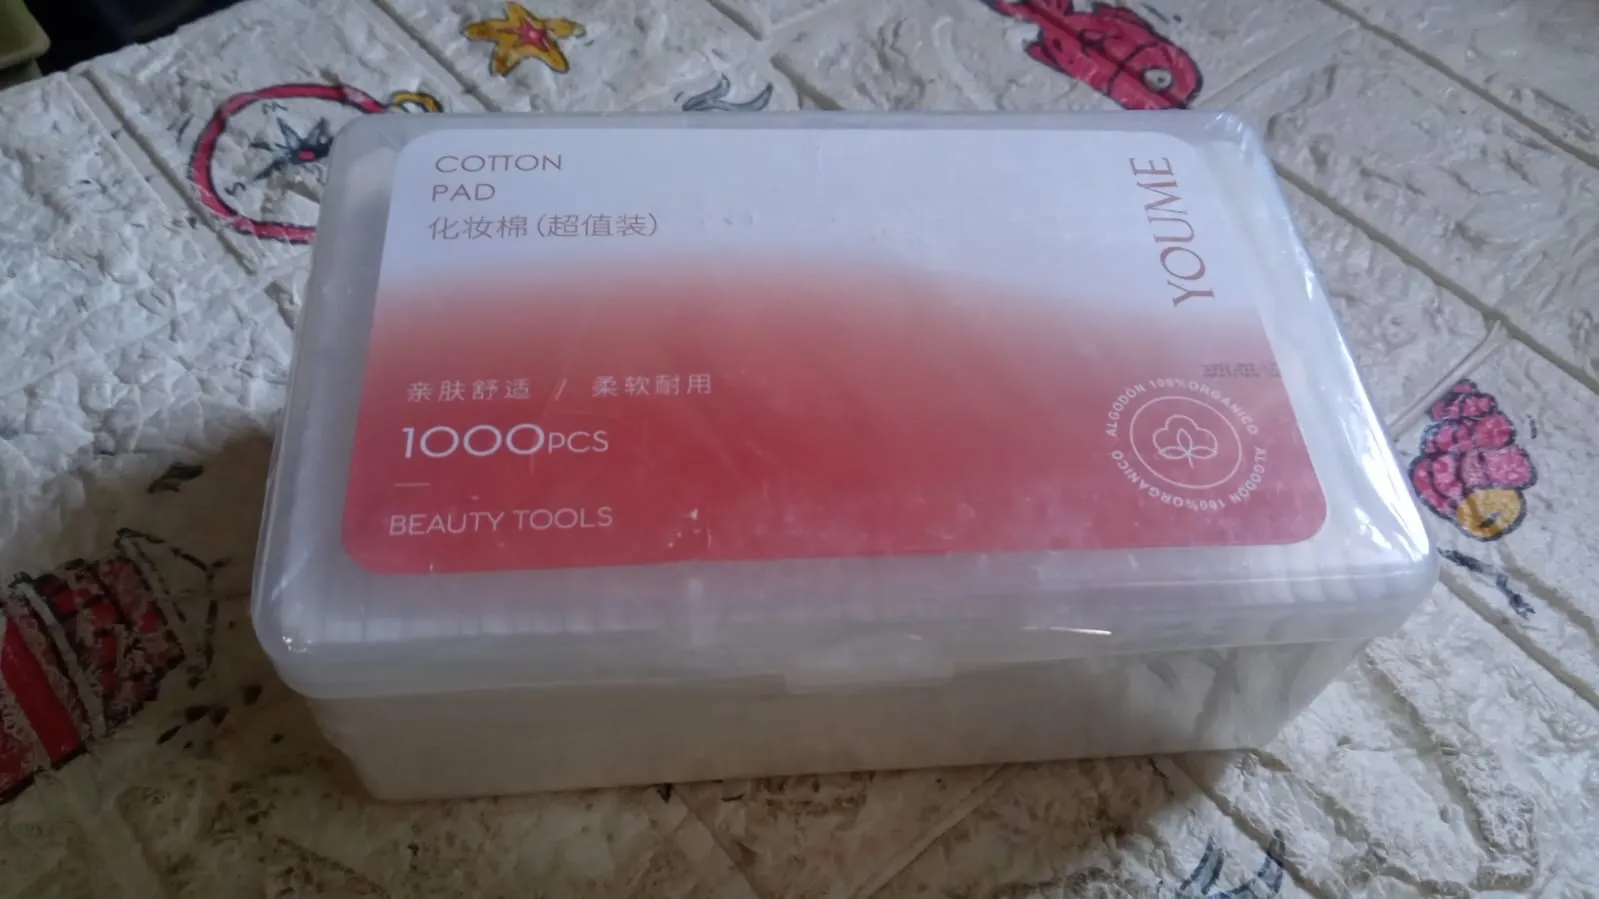 COTTON
PAD
化妆棉(超值装)
YOUME
亲肤舒适 / 柔软耐用
1000PCS
BEAUTY TOOLS
ALGODÓN 100%ORGANICO ALGODÓN 100%ORGANICO